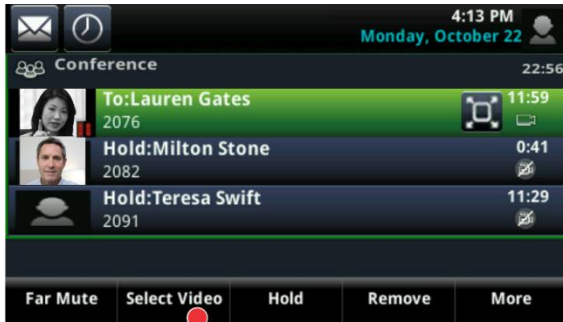 4:13 PM
Monday, October 22
Conference
22:56
To:Lauren Gates
11:59
2076
Hold:Milton Stone
0:41
2082
Hold:Teresa Swift
11:29
2091
Far Mute Select Video Hold Remove More